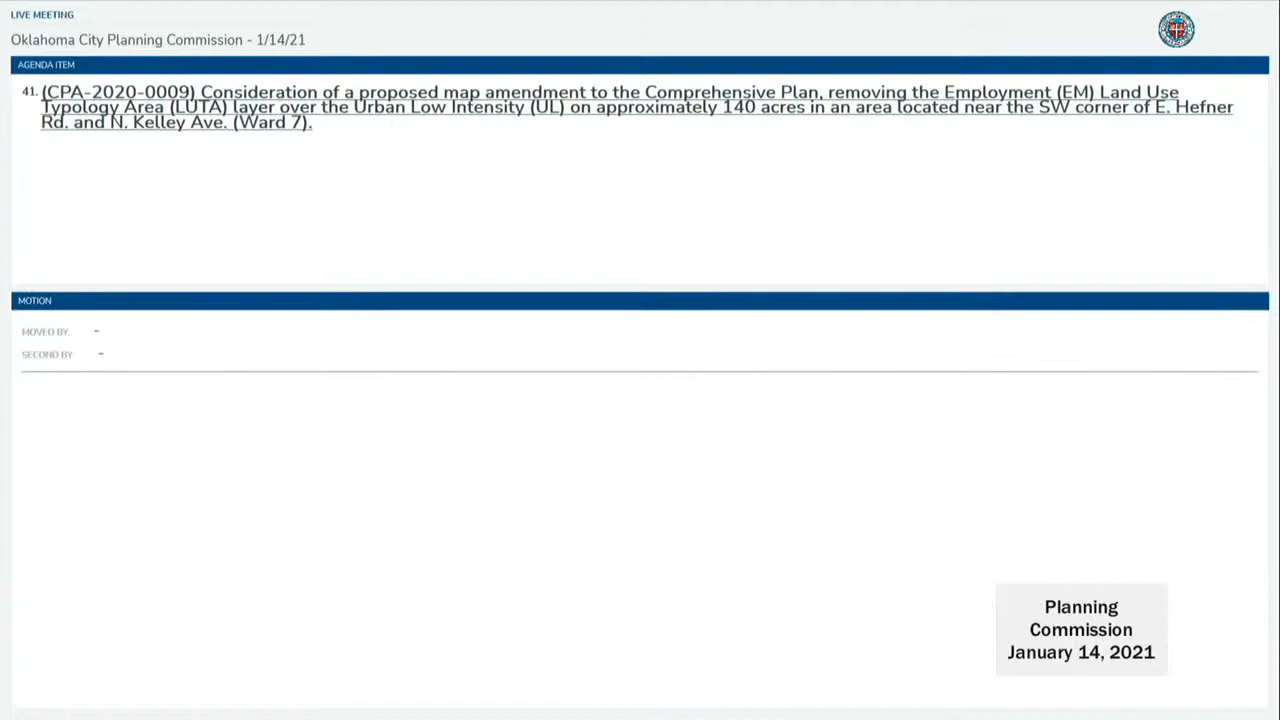 LIVE MEETING
Oklahoma City Planning Commission - 1/14/21
AGENDA ITEM
41. (CPA-2020-0009) Consideration of a proposed map amendment to the Comprehensive Plan, removing the Employment (EM) Land Use
Typology Area (LUTA) layer over the Urban Low Intensity (UL) on approximately 140 acres in an area located near the SW corner of E. Hefner
Rd. and N. Kelley Ave. (Ward 7).
MOTION
MOVED BY: -
SECOND BY -
Planning
Commission
January 14, 2021